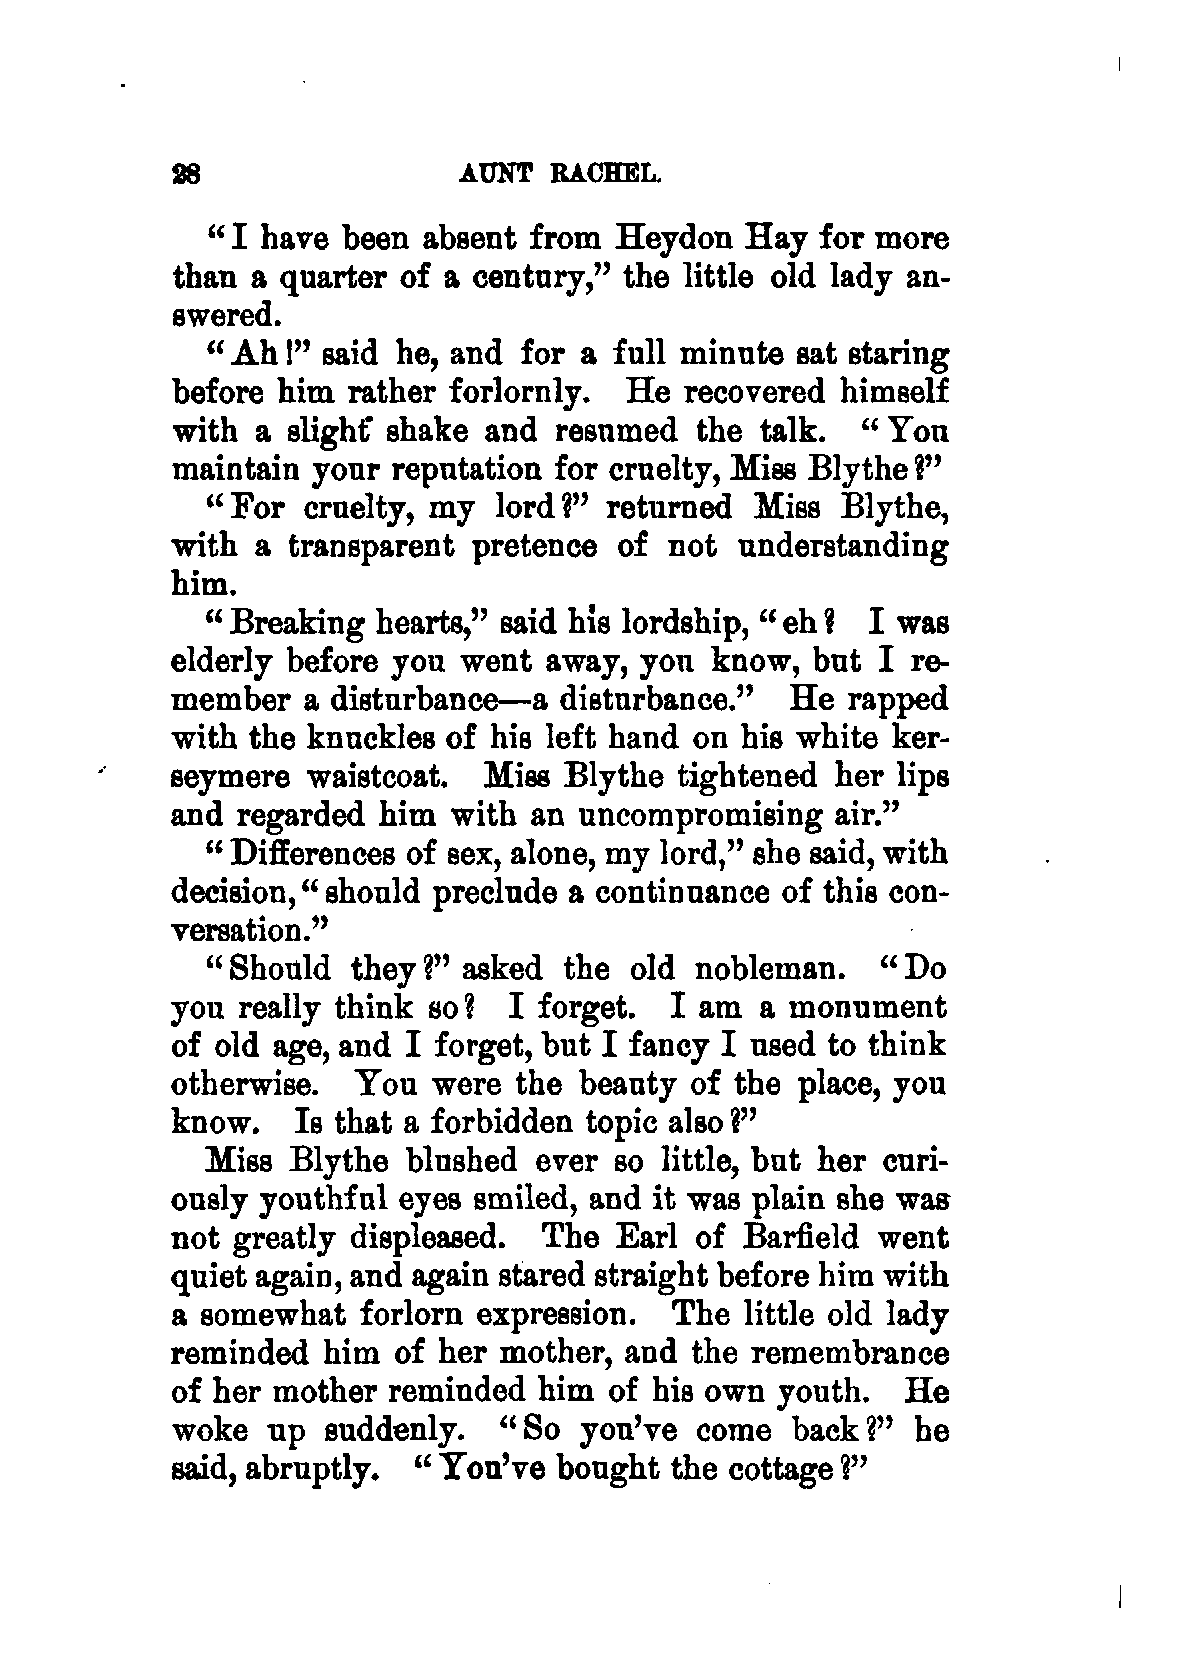 28 AUNT RACHEL.
“I have been absent from Heydon Hay for more
than a quarter of a century,” the little old lady an-
swered.
“Ah!” said he, and for a full minute sat staring
before him rather forlornly. He recovered himself
with a slight shake and resumed the talk. “You
maintain your reputation for cruelty, Miss Blythe?”
“For cruelty, my lord?” returned Miss Blythe,
with a transparent pretence of not understanding
him.
“Breaking hearts,” said his lordship, “eh? I was
elderly before you went away, you know, but I re-
member a disturbance—a disturbance.” He rapped
with the knuckles of his left hand on his white ker-
seymere waistcoat. Miss Blythe tightened her lips
and regarded him with an uncompromising air.”
“Differences of sex, alone, my lord,” she said, with
decision, “should preclude a continuance of this con-
versation.”
“Should they?” asked the old nobleman. “Do
you really think so? I forget. I am a monument
of old age, and I forget, but I fancy I used to think
otherwise. You were the beauty of the place, you
know. Is that a forbidden topic also?”
Miss Blythe blushed ever so little, but her curi-
ously youthful eyes smiled, and it was plain she was
not greatly displeased. The Earl of Barfield went
quiet again, and again stared straight before him with
a somewhat forlorn expression. The little old lady
reminded him of her mother, and the remembrance
of her mother reminded him of his own youth. He
woke up suddenly. “So you’ve come back?” he
said, abruptly. “You’ve bought the cottage?”